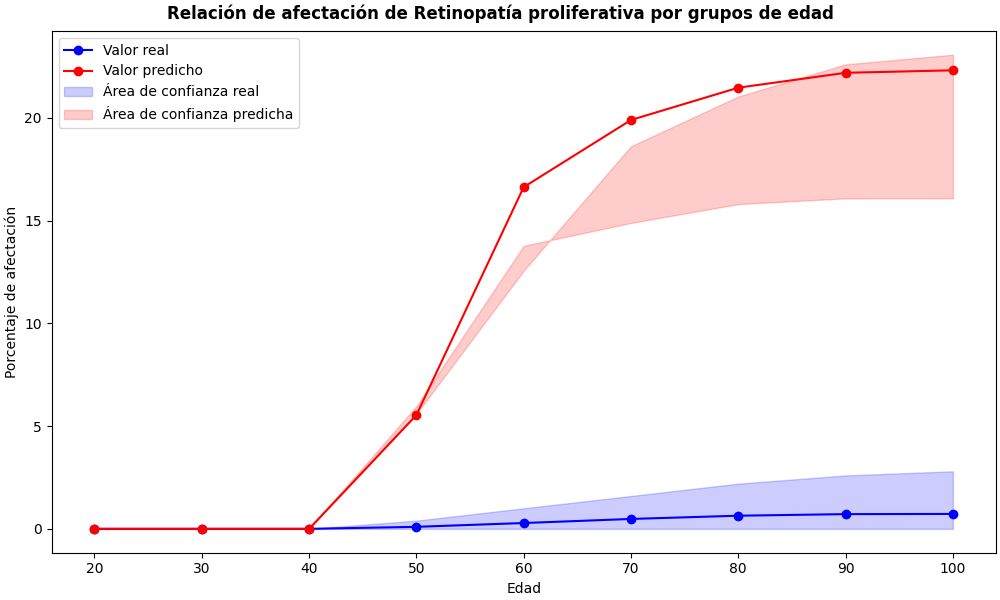 Relación de afectación de Retinopatía proliferativa por grupos de edad
Valor real
Valor predicho
Área de confianza real
Área de confianza predicha
Porcentaje de afectación
20
15
10
5
0
20 30 40 50 60 70 80 90 100
Edad